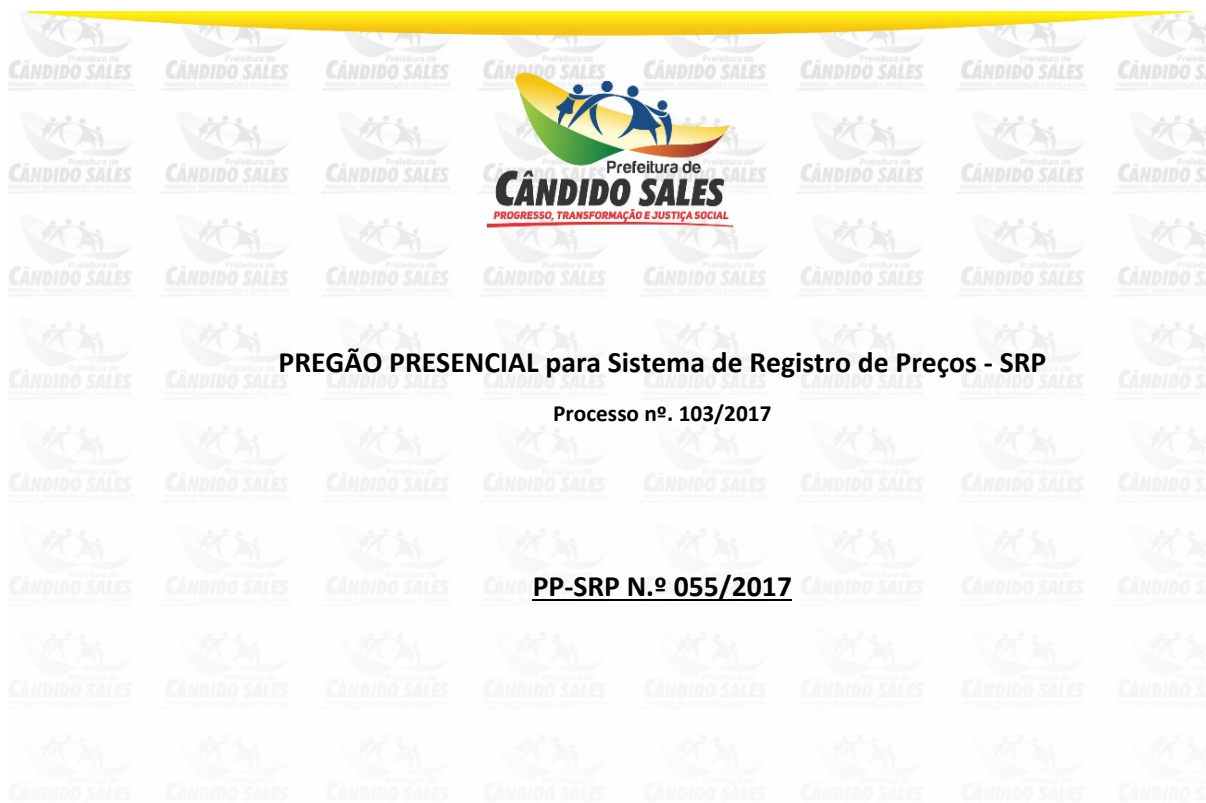 Prefeitura de
CÂNDIDO SALES
PROGRESSO, TRANSFORMAÇÃO E JUSTIÇA SOCIAL
PREGÃO PRESENCIAL para Sistema de Registro de Preços - SRP
Processo nº. 103/2017
PP-SRP N.º 055/2017